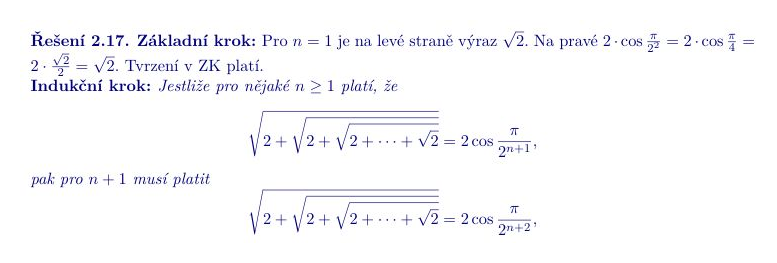 Řešení 2.17. Základní krok: Pro $n = 1$ je na levé straně výraz $\sqrt{2}$. Na pravé $2 \cdot \cos \frac{\pi}{2^2} = 2 \cdot \cos \frac{\pi}{4} =$
$2 \cdot \frac{\sqrt{2}}{2} = \sqrt{2}$. Tvrzení v ZK platí.
Indukční krok: Jestliže pro nějaké $n \geq 1$ platí, že
$\sqrt{2 + \sqrt{2 + \sqrt{2 + \cdots + \sqrt{2}}}} = 2 \cos \frac{\pi}{2^{n+1}},$
pak pro $n + 1$ musí platit
$\sqrt{2 + \sqrt{2 + \sqrt{2 + \cdots + \sqrt{2}}}} = 2 \cos \frac{\pi}{2^{n+2}},$